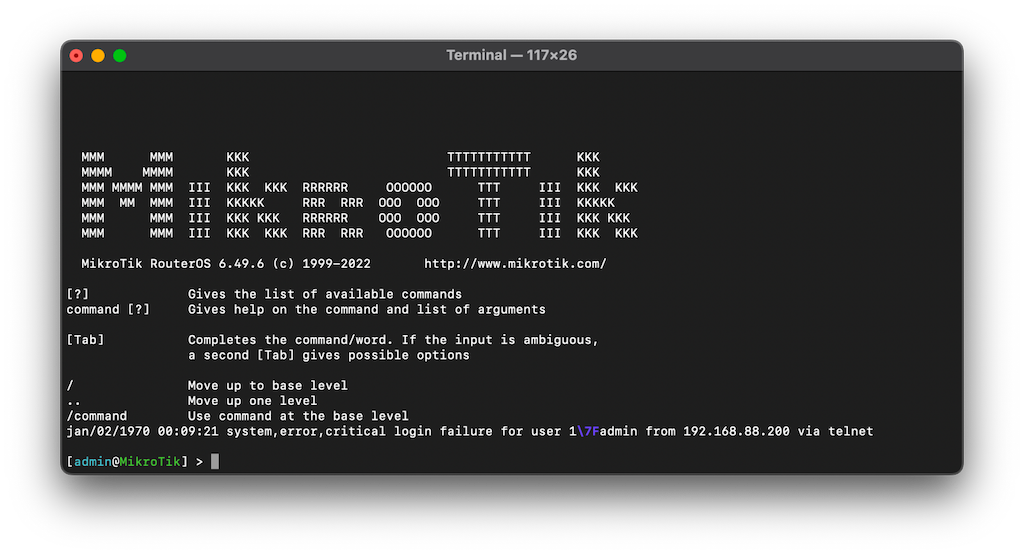 Terminal — 117×26
  MMM      MMM       KKK                          TTTTTTTTTTT      KKK
  MMMM    MMMM       KKK                          TTTTTTTTTTT      KKK
  MMM MMMM MMM  III  KKK  KKK  RRRRRR     OOOOOO      TTT     III  KKK  KKK
  MMM  MM  MMM  III  KKKKK     RRR  RRR  OOO  OOO     TTT     III  KKKKK
  MMM      MMM  III  KKK KKK   RRRRRR    OOO  OOO     TTT     III  KKK KKK
  MMM      MMM  III  KKK  KKK  RRR  RRR   OOOOOO      TTT     III  KKK  KKK
  MikroTik RouterOS 6.49.6 (c) 1999-2022       http://www.mikrotik.com/
[?]             Gives the list of available commands
command [?]     Gives help on the command and list of arguments
[Tab]           Completes the command/word. If the input is ambiguous,
                a second [Tab] gives possible options
/               Move up to base level
..              Move up one level
/command        Use command at the base level
jan/02/1970 00:09:21 system,error,critical login failure for user 1\7Fadmin from 192.168.88.200 via telnet
[admin@MikroTik] >